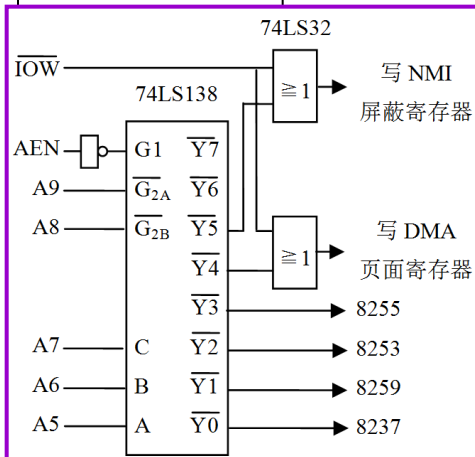 74LS32
IOW
≧1
写 NMI
屏蔽寄存器
74LS138
AEN
G1
Y7
A9
G2A
Y6
A8
G2B
Y5
≧1
写 DMA
页面寄存器
Y4
Y3
8255
A7
C
Y2
8253
A6
B
Y1
8259
A5
A
Y0
8237